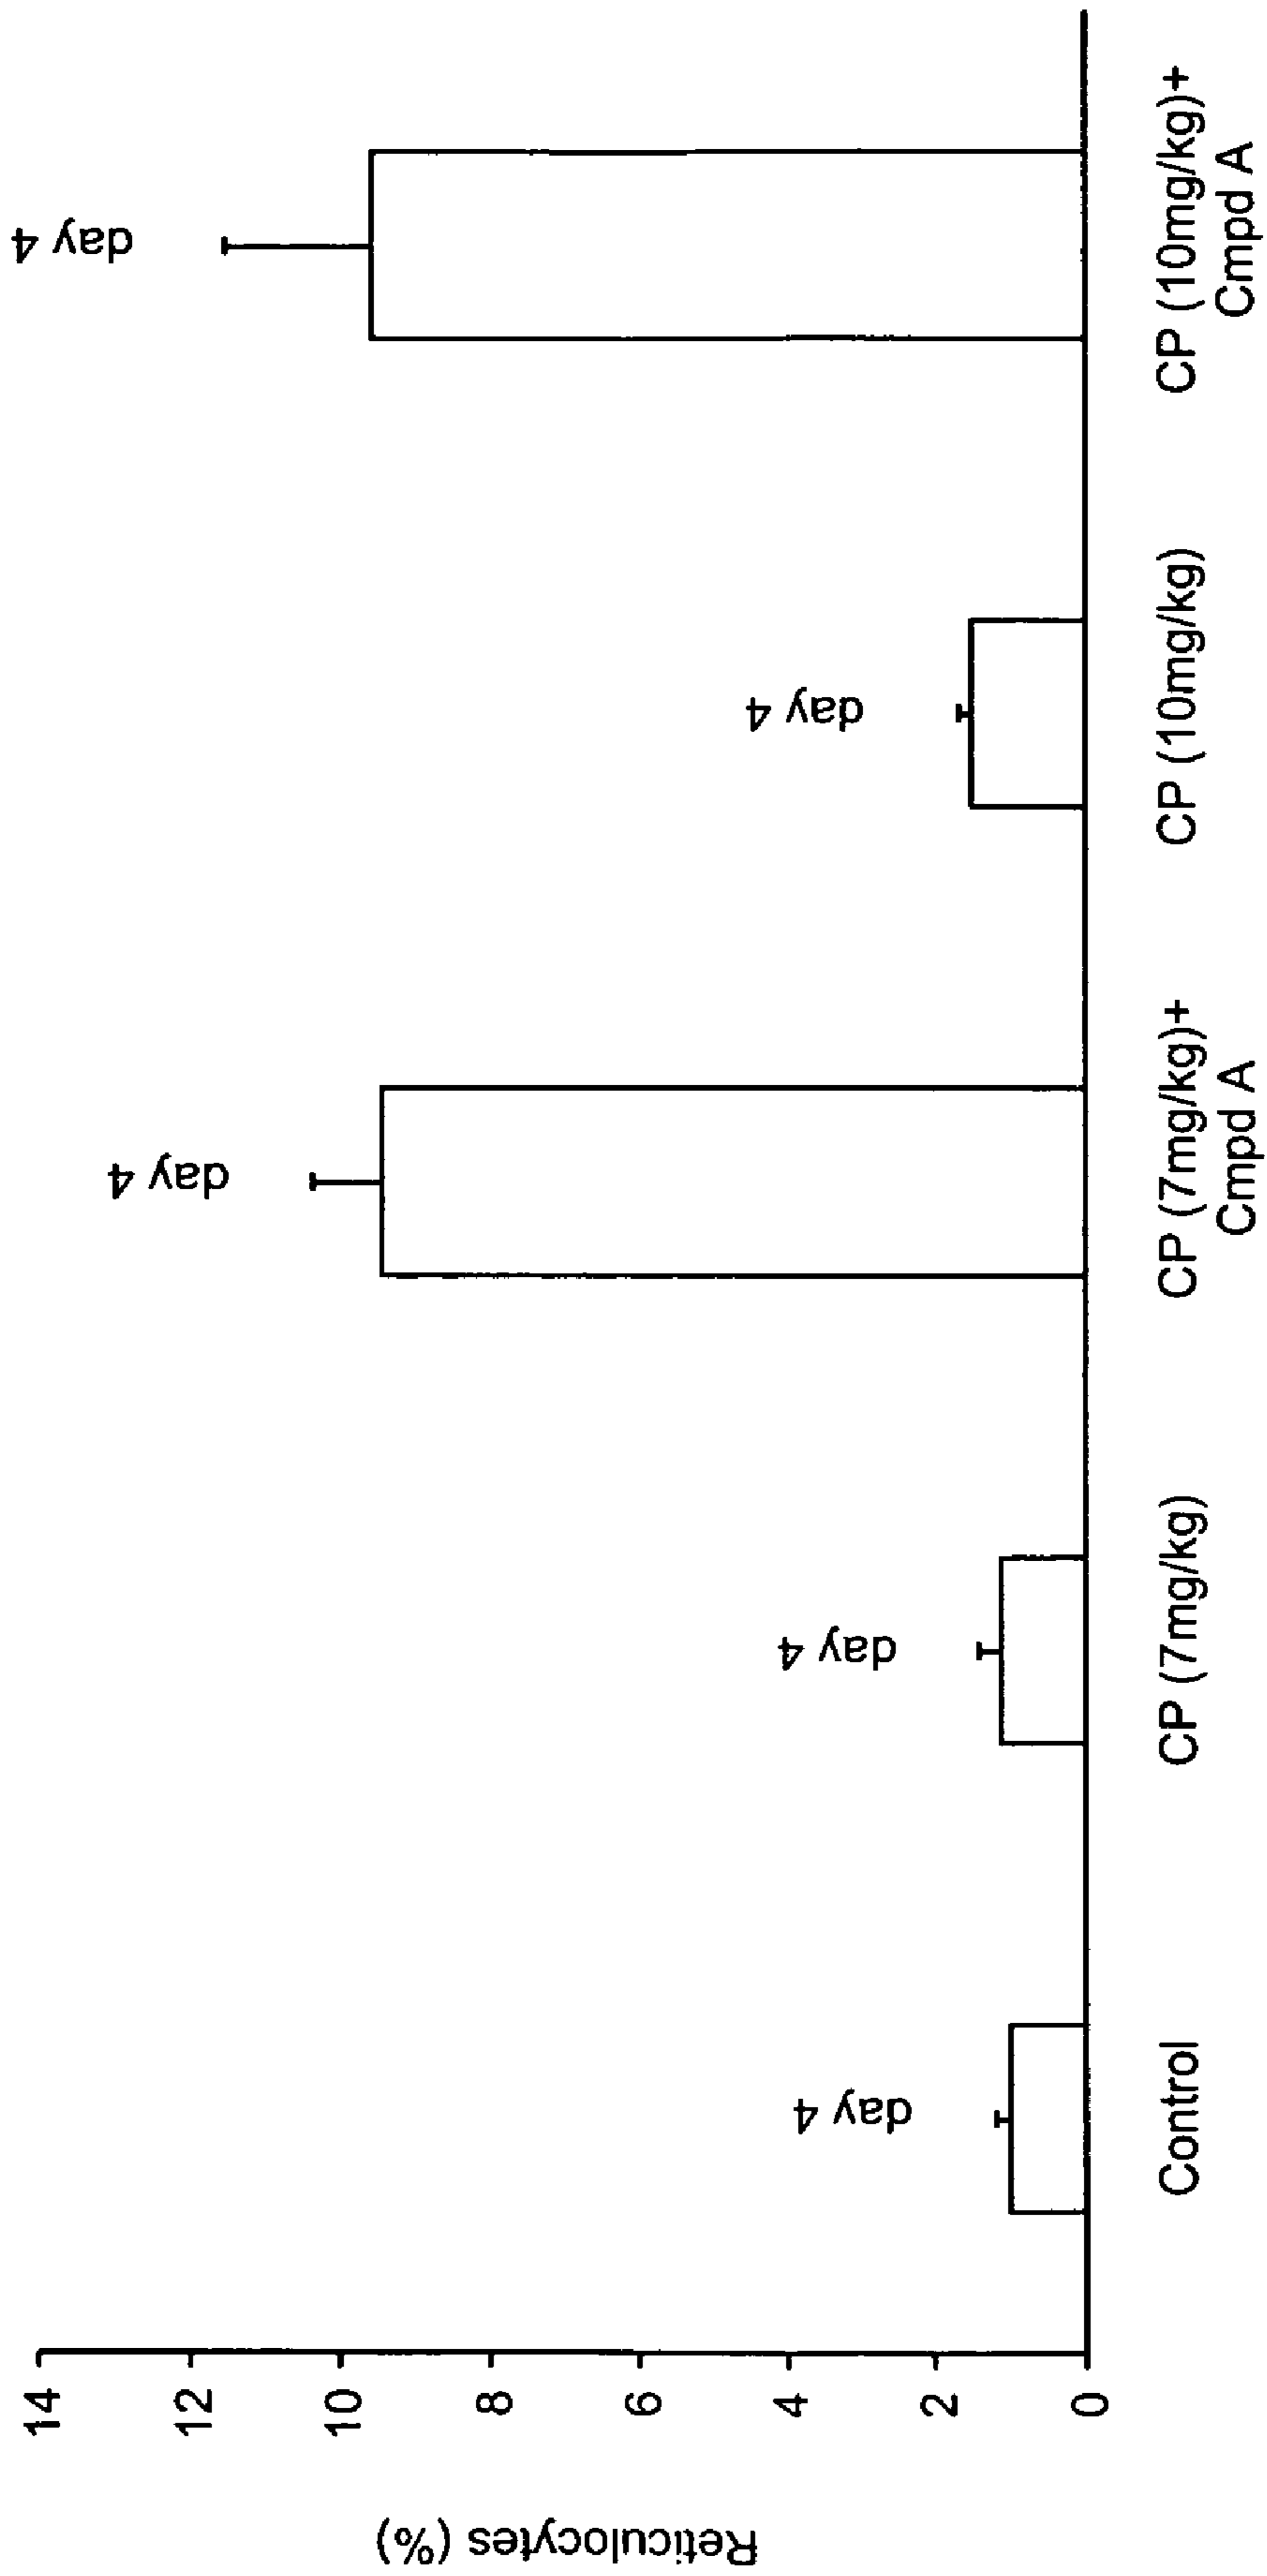 Reticulocytes (%)
14
12
10
8
6
4
2
0
day 4
day 4
day 4
day 4
day 4
Control
CP (7mg/kg)
CP (7mg/kg)+
Cmpd A
CP (10mg/kg)
CP (10mg/kg)+
Cmpd A